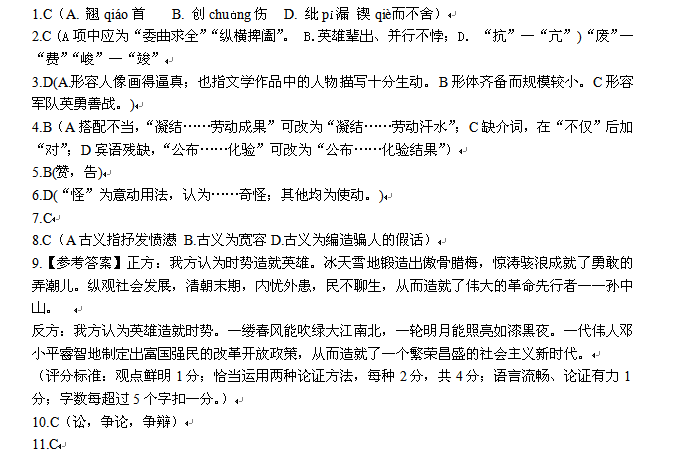 1.C（A. 翘 qiáo 首　　B. 创 chuàng 伤　D. 纰 pí 漏 锲 qiè而不舍）
2.C（A 项中应为“委曲求全”“纵横捭阖”。 B.英雄辈出、并行不悖；D. “抗”—“亢”)“废”—
“费”“峻”—“竣”
3.D(A.形容人像画得逼真；也指文学作品中的人物描写十分生动。B 形体齐备而规模较小。C 形容
军队英勇善战。)
4.B（A 搭配不当，“凝结……劳动成果”可改为“凝结……劳动汗水”；C 缺介词，在“不仅”后加
“对”；D 宾语残缺，“公布……化验”可改为“公布……化验结果”）
5.B(赞，告)
6.D(“怪”为意动用法，认为……奇怪；其他均为使动。)
7.C
8.C（A 古义指抒发愤懑 B.古义为宽容 D.古义为编造骗人的假话）
9.【参考答案】正方：我方认为时势造就英雄。冰天雪地锻造出傲骨腊梅，惊涛骇浪成就了勇敢的
弄潮儿。纵观社会发展，清朝末期，内忧外患，民不聊生，从而造就了伟大的革命先行者——孙中
山。
反方：我方认为英雄造就时势。一缕春风能吹绿大江南北，一轮明月能照亮如漆黑夜。一代伟人邓
小平睿智地制定出富国强民的改革开放政策，从而造就了一个繁荣昌盛的社会主义新时代。
（评分标准：观点鲜明 1 分；恰当运用两种论证方法，每种 2 分，共 4 分；语言流畅、论证有力 1
分；字数每超过 5 个字扣一分。）
10.C（讼，争论，争辩）
11.C